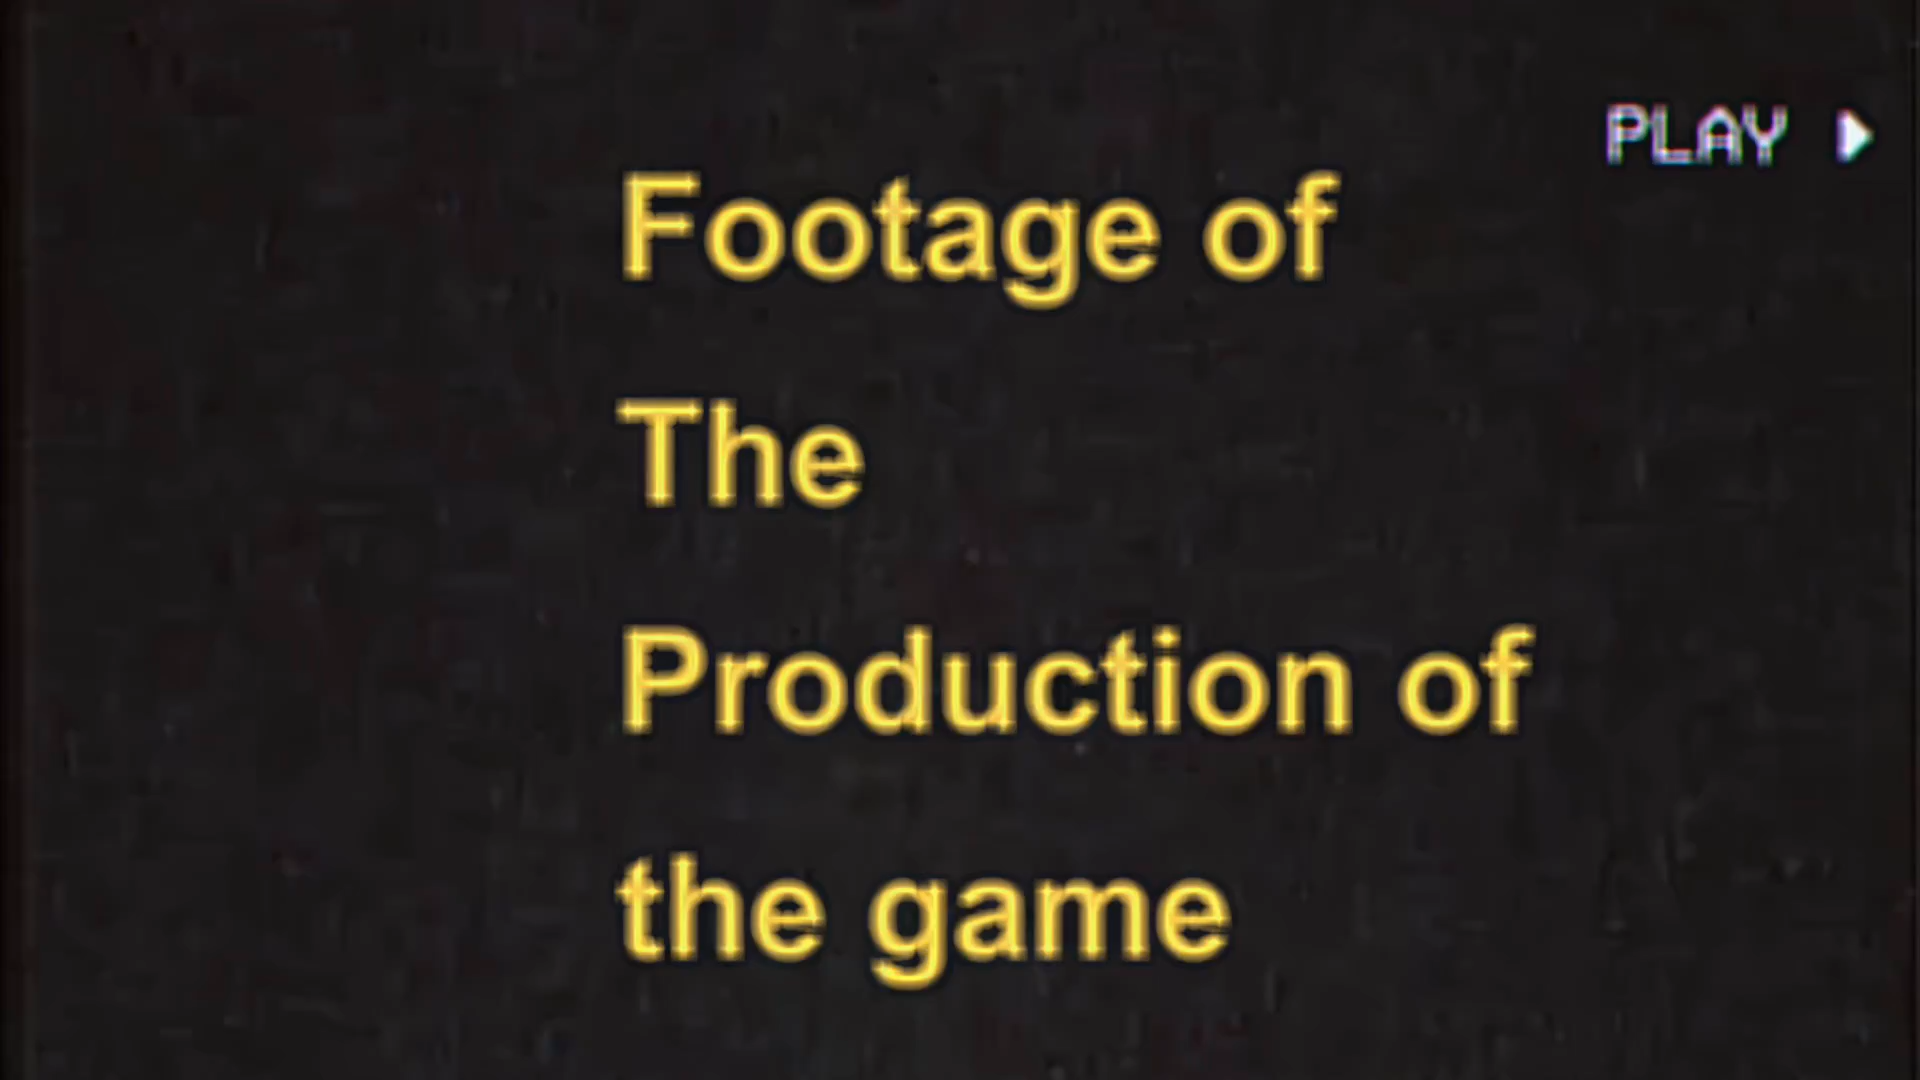 PLAY
Footage of
The
Production of
the game